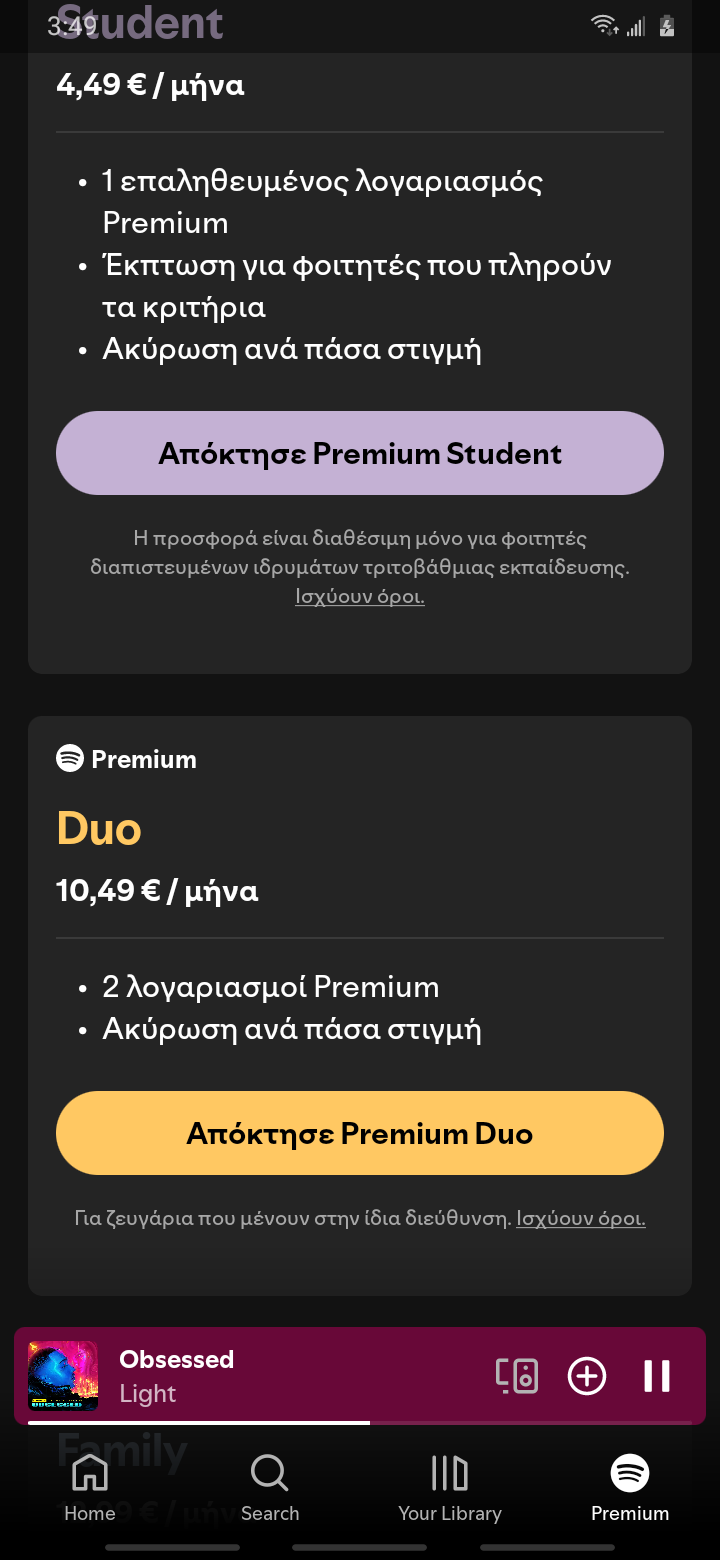 Student
3:49
4,49 € / μήνα
• 1 επαληθευμένος λογαριασμός
Premium
• Έκπτωση για φοιτητές που πληρούν
τα κριτήρια
• Ακύρωση ανά πάσα στιγμή
Απόκτησε Premium Student
Η προσφορά είναι διαθέσιμη μόνο για φοιτητές
διαπιστευμένων ιδρυμάτων τριτοβάθμιας εκπαίδευσης.
Ισχύουν όροι.
Premium
Duo
10,49 € / μήνα
• 2 λογαριασμοί Premium
• Ακύρωση ανά πάσα στιγμή
Απόκτησε Premium Duo
Για ζευγάρια που μένουν στην ίδια διεύθυνση. Ισχύουν όροι.
Obsessed
Light
Family
€ / μήν
Home
Search
Your Library
Premium